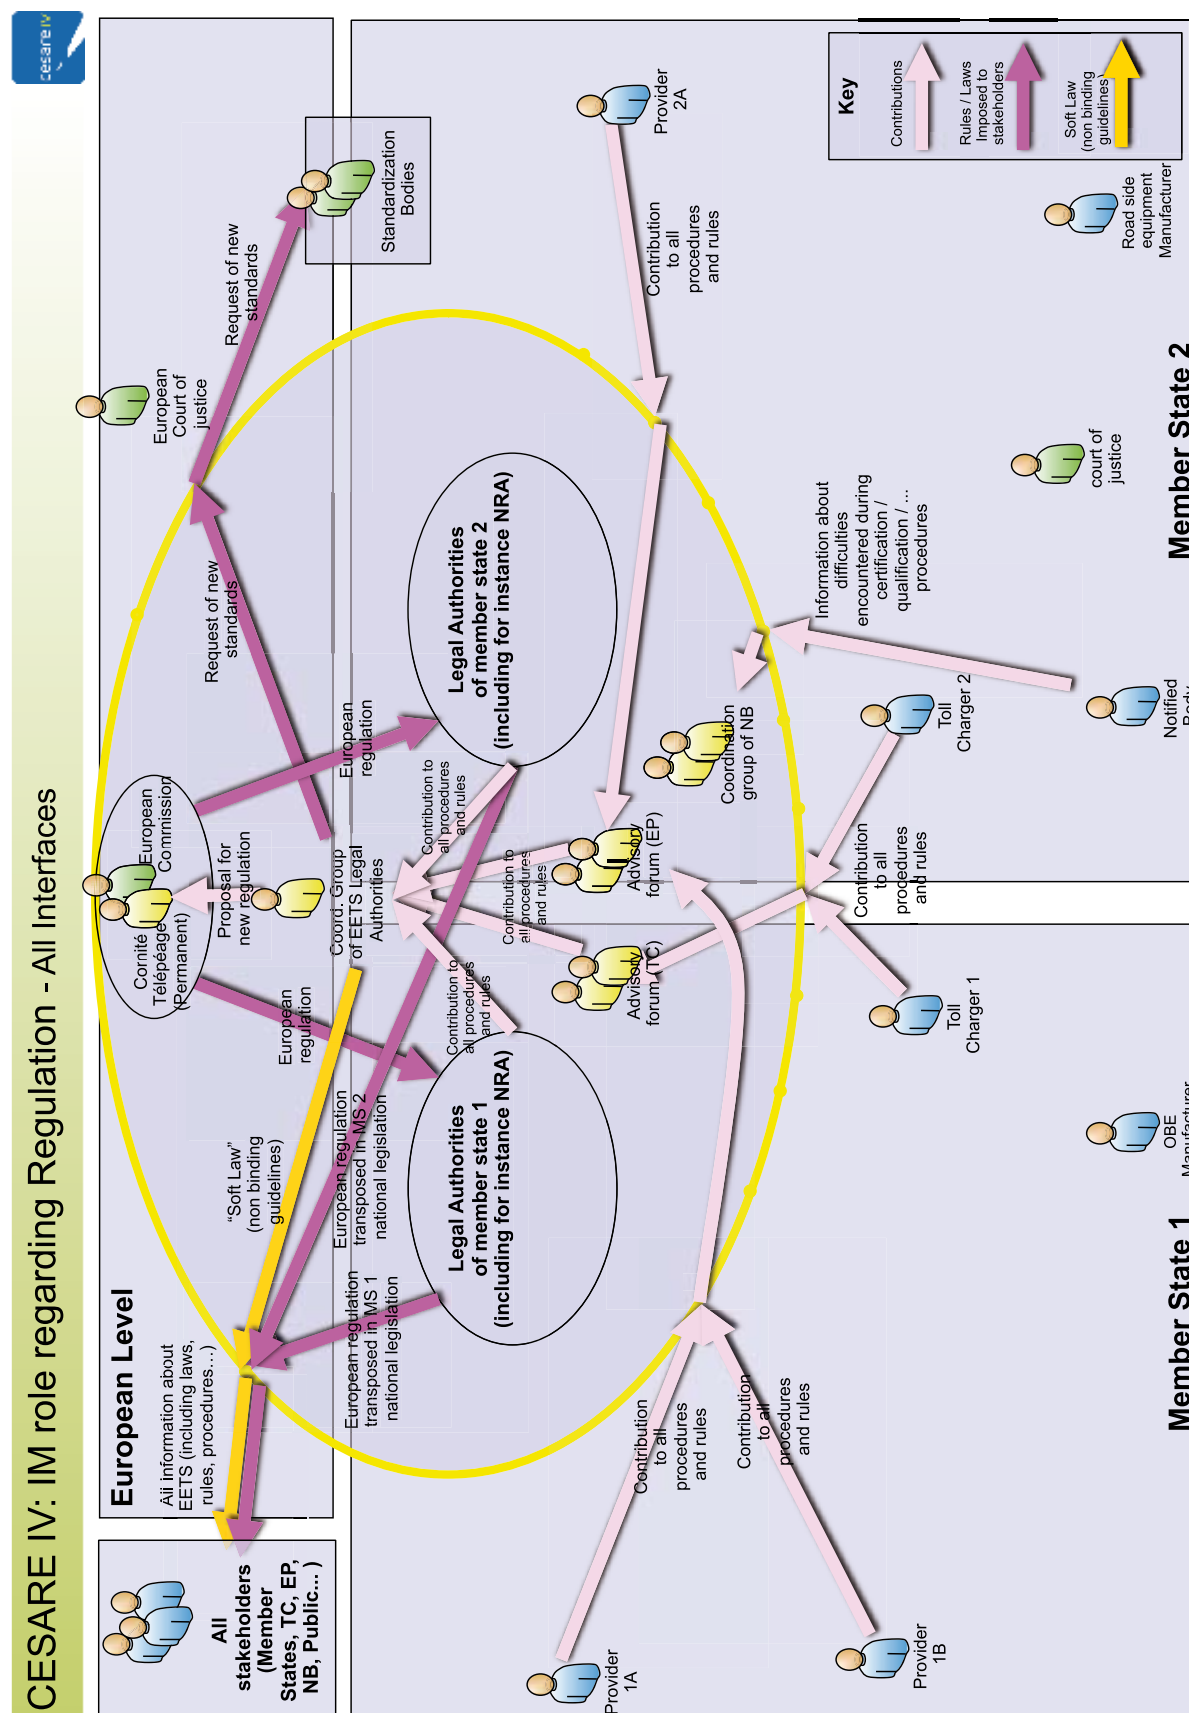 CESARE IV: IM role regarding Regulation - All Interfaces
cesare IV
European Level
All information about
EETS (including laws,
rules, procedures…)
All
stakeholders
(Member
States, TC, EP,
NB, Public… )
“Soft Law”
(non binding
guidelines)
European
regulation
Comité
Télépéage
(Permanent)
European
Commission
Proposal for
new regulation
Coord. Group
of EETS Legal
Authorities
European
regulation
Request of new
standards
Request of new
standards
European
Court of
justice
Standardization
Bodies
European regulation
transposed in MS 1
national legislation
European regulation
transposed in MS 2
national legislation
Legal Authorities
of member state 1
(including for instance NRA)
Legal Authorities
of member state 2
(including for instance NRA)
Contribution to
all procedures
and rules
Contribution to
all procedures
and rules
Contribution to
all procedures
and rules
Advisory
forum (TC)
Advisory
forum (EP)
Coordination
group of NB
Provider
1A
Contribution
to all
procedures
and rules
Provider
1B
Contribution
to all
procedures
and rules
Provider
2A
Contribution
to all
procedures
and rules
Toll
Charger 1
Contribution
to all
procedures
and rules
Toll
Charger 2
Information about
difficulties
encountered during
certification /
qualification / …
procedures
Notified
Body
court of
justice
Road side
equipment
Manufacturer
OBE
Manufacturer
Member State 1
Member State 2
Key
Contributions
Rules / Laws
Imposed to
stakeholders
Soft Law
(non binding
guidelines)